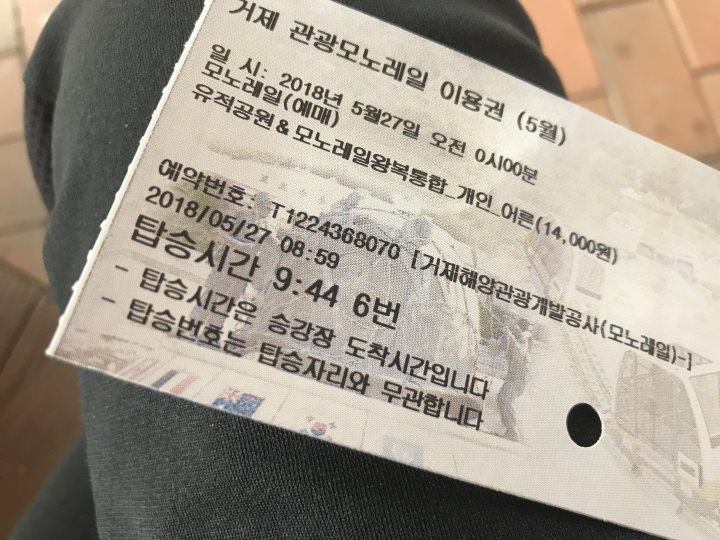 거제 관광모노레일 이용권 (5월)
일 시: 2018년 5월27일 오전 0시00분
모노레일(예매)
유적공원&모노레일왕복통합_개인_어른(14,000원)
예약번호: T1224368070 [거제해양관광개발공사(모노레일)-]
2018/05/27 08:59
탑승시간 9:44 6번
- 탑승시간은 승강장 도착시간입니다
- 탑승번호는 탑승자리와 무관합니다